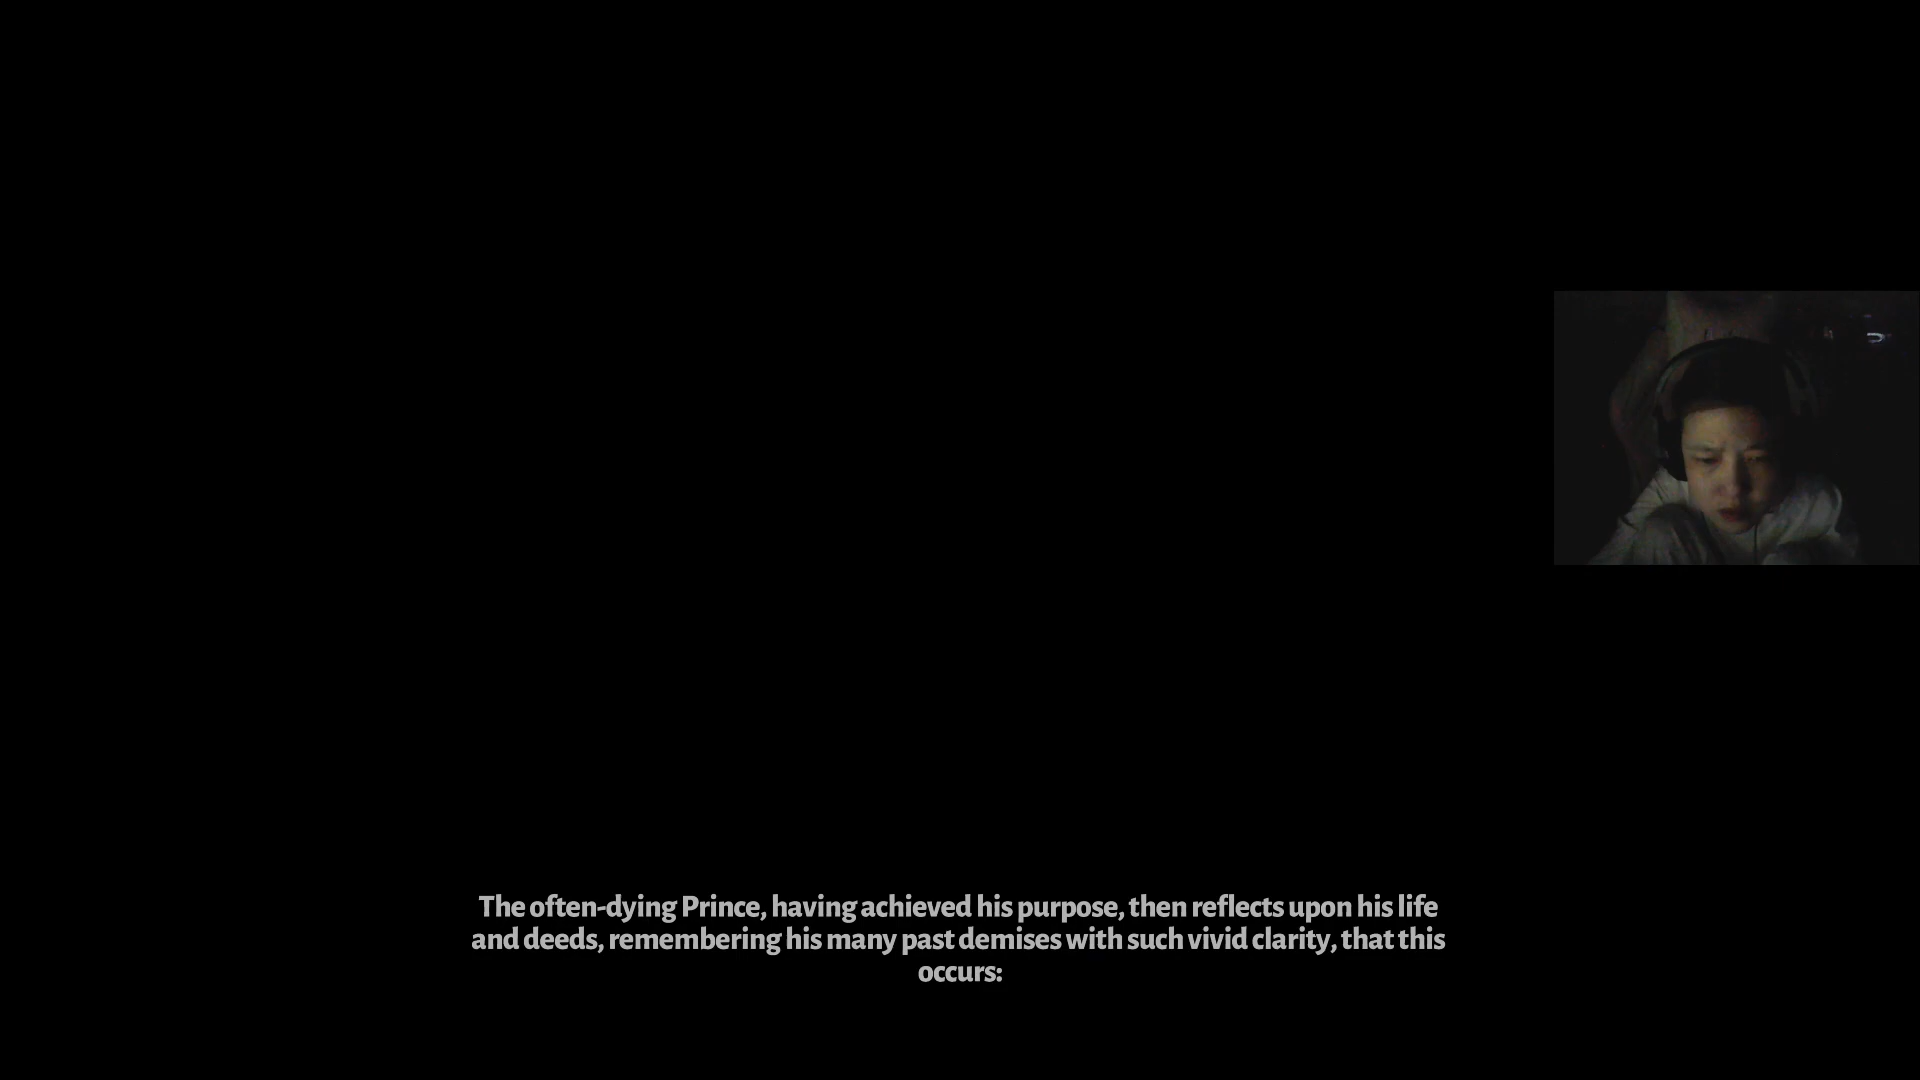 The often-dying Prince, having achieved his purpose, then reflects upon his life
and deeds, remembering his many past demises with such vivid clarity, that this
occurs: